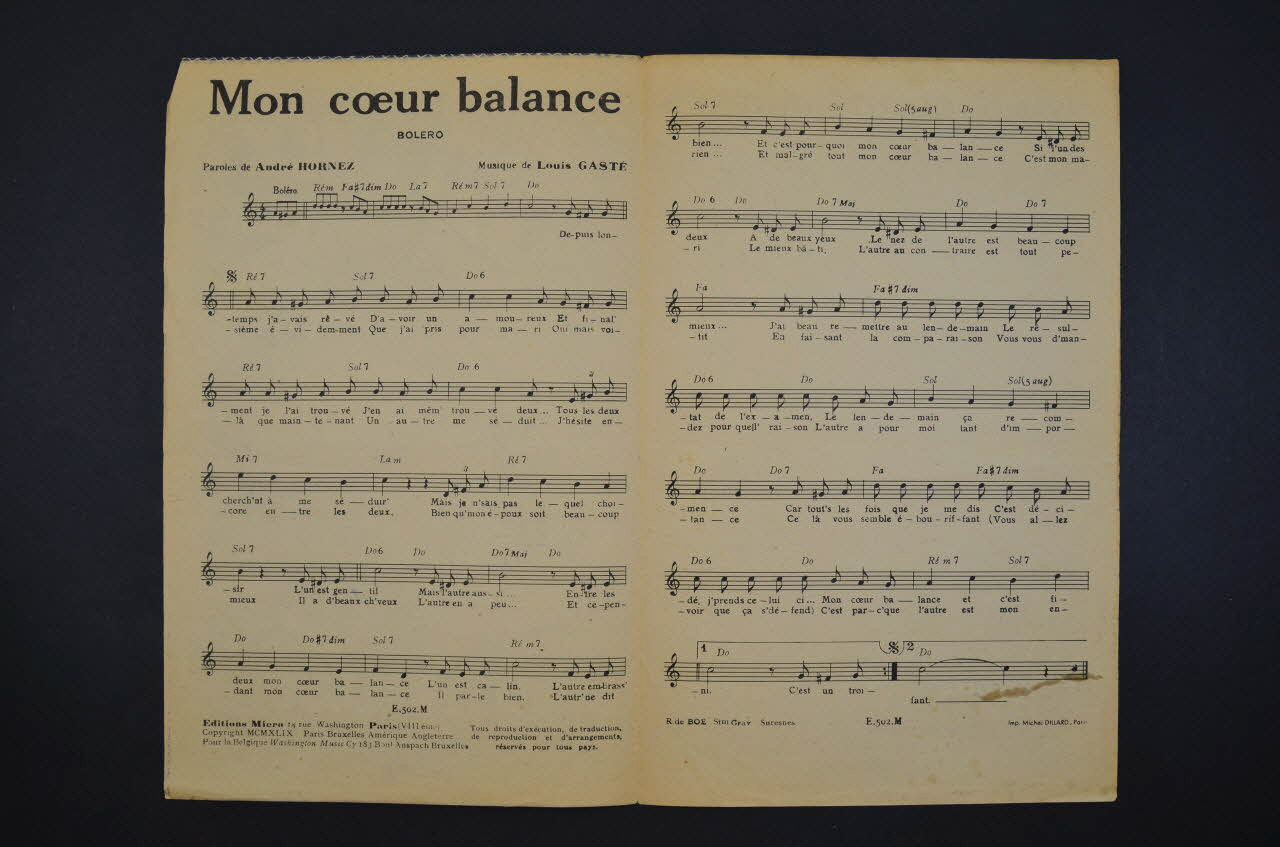 Mon cœur balance
BOLERO
Paroles de André HORNEZ Musique de Louis GASTÉ
Boléro Rém Fa#7dim Do La7 Rém7 Sol7 Do
De-puis lon-
Ré7 Sol7 Do6
-temps j'a-vais rê-vé D'a-voir un a-mou-reux Et fi-nal'
-sième é-vi-dem-ment Que j'ai pris pour ma-ri Oui mais voi-
Ré7 Sol7 Do 6
3
-ment je l'ai trou-vé J'en ai mêm' trou-vé deux... Tous les deux
-là que main-te-nant Un au-tre me sé-duit... J'hésite en-
Mi7 Lam Ré7
3
cherch'nt à me sé-duir' Mais je n'sais pas le-quel choi-
-core en-tre les deux, Bien qu'mon é-poux soit beau-coup
Sol7 Do6 Do Do7 Maj Do
-sir L'un est gen-til Mais l'autre aus-si... En-tre les
mieux Il a d'beaux ch'veux L'autre en a peu... Et ce-pen-
Do Do#7dim Sol7 Ré m7
deux mon cœur ba-lan-ce L'un est ca-lin, L'autre embrass'
-dant mon cœur ba-lan-ce Il par-le bien, L'autr' ne dit
E.502.M
Editions Micro 14 rue Washington Paris (VIIIème)
Copyright MCMXLIX Paris Bruxelles Amérique Angleterre
Pour la Belgique Washington Music Cy 183 Bould Anspach Bruxelles
Tous droits d'exécution, de traduction,
de reproduction et d'arrangements,
réservés pour tous pays.
Sol7 Sol Sol(5aug) Do
bien... Et c'est pour-quoi mon cœur ba-lan-ce Si l'un des
rien... Et mal-gré tout mon cœur ba-lan-ce C'est mon ma-
Do6 Do Do7 Maj Do Do7
deux A de beaux yeux Le nez de l'autre est beau-coup
-ri Le mieux bâ-ti, L'autre au con-traire est tout pe-
Fa Fa#7dim
mieux... J'ai beau re-mettre au len-de-main Le ré-sul-
-tit En fai-sant la com-pa-rai-son Vous vous d'man-
Do6 Do Sol Sol(5aug)
-tat de l'ex-a-men, Le len-de-main ça re-com-
-dez pour quell' rai-son L'autre a pour moi tant d'im-por-
Do Do7 Fa Fa#7dim
-men-ce Car tout's les fois que je me dis C'est dé-ci-
-tan-ce Ce là vous semble é-bou-rif-fant (Vous al-lez
Do6 Do Ré m7 Sol7
-dé, j'prends ce-lui ci... Mon cœur ba-lance et c'est fi-
-voir que ça s'dé-fend) C'est par-c'que l'autre est mon en-
1 Do 2 Do
-ni. C'est un troi-
fant.
R.de BOE Stm Grav Suresnes E.502.M Imp. Michel DILLARD, Paris